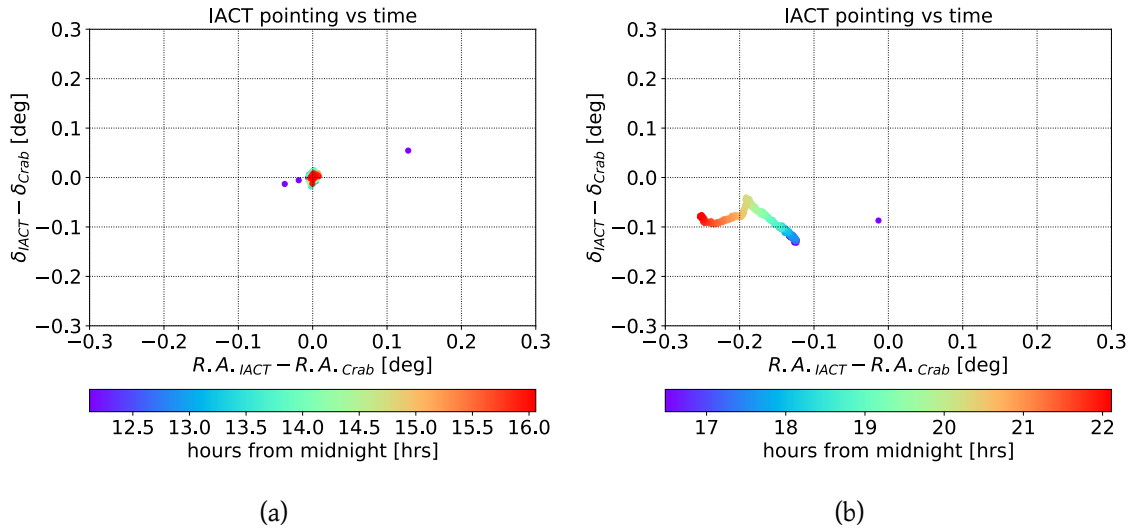 IACT pointing vs time
0.3
0.2
0.1
0.0
−0.1
−0.2
−0.3
δ_IACT − δ_Crab [deg]
−0.3 −0.2 −0.1 0.0 0.1 0.2 0.3
R.A._IACT − R.A._Crab [deg]
12.5 13.0 13.5 14.0 14.5 15.0 15.5 16.0
hours from midnight [hrs]
(a)
IACT pointing vs time
0.3
0.2
0.1
0.0
−0.1
−0.2
−0.3
δ_IACT − δ_Crab [deg]
−0.3 −0.2 −0.1 0.0 0.1 0.2 0.3
R.A._IACT − R.A._Crab [deg]
17 18 19 20 21 22
hours from midnight [hrs]
(b)